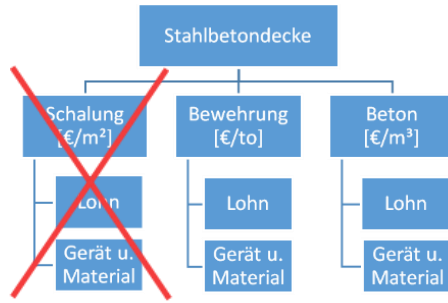 Stahlbetondecke
Schalung
[€/m²]
Lohn
Gerät u.
Material
Bewehrung
[€/to]
Lohn
Gerät u.
Material
Beton
[€/m³]
Lohn
Gerät u.
Material